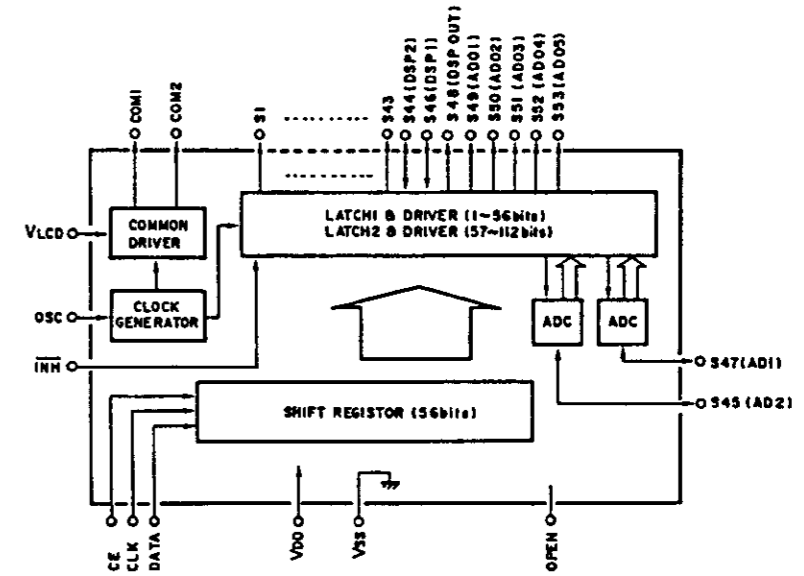 COM1
COM2
S1
S43
S44(DSP2)
S46(DSP1)
S48(DSP OUT)
S49(ADO1)
S50(ADO2)
S51(ADO3)
S52(ADO4)
S53(ADO5)
VLCD
COMMON
DRIVER
LATCH1 & DRIVER (1~56bits)
LATCH2 & DRIVER (57~112bits)
OSC
CLOCK
GENERATOR
ADC
ADC
INH
S47(AD1)
S45(AD2)
SHIFT REGISTOR (56bits)
CE
CLK
DATA
VDD
VSS
OPEN